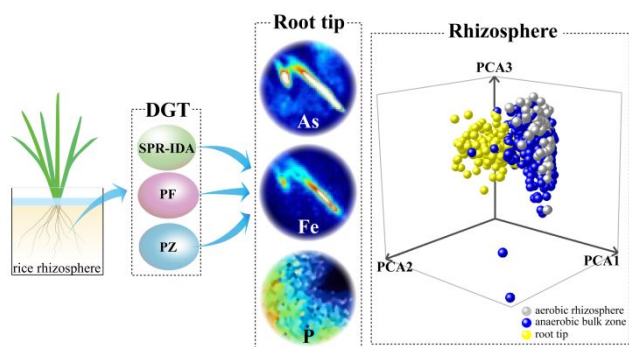 Root tip
Rhizosphere
DGT
SPR-IDA
PF
PZ
rice rhizosphere
As
Fe
P
PCA3
PCA2
PCA1
aerobic rhizosphere
anaerobic bulk zone
root tip